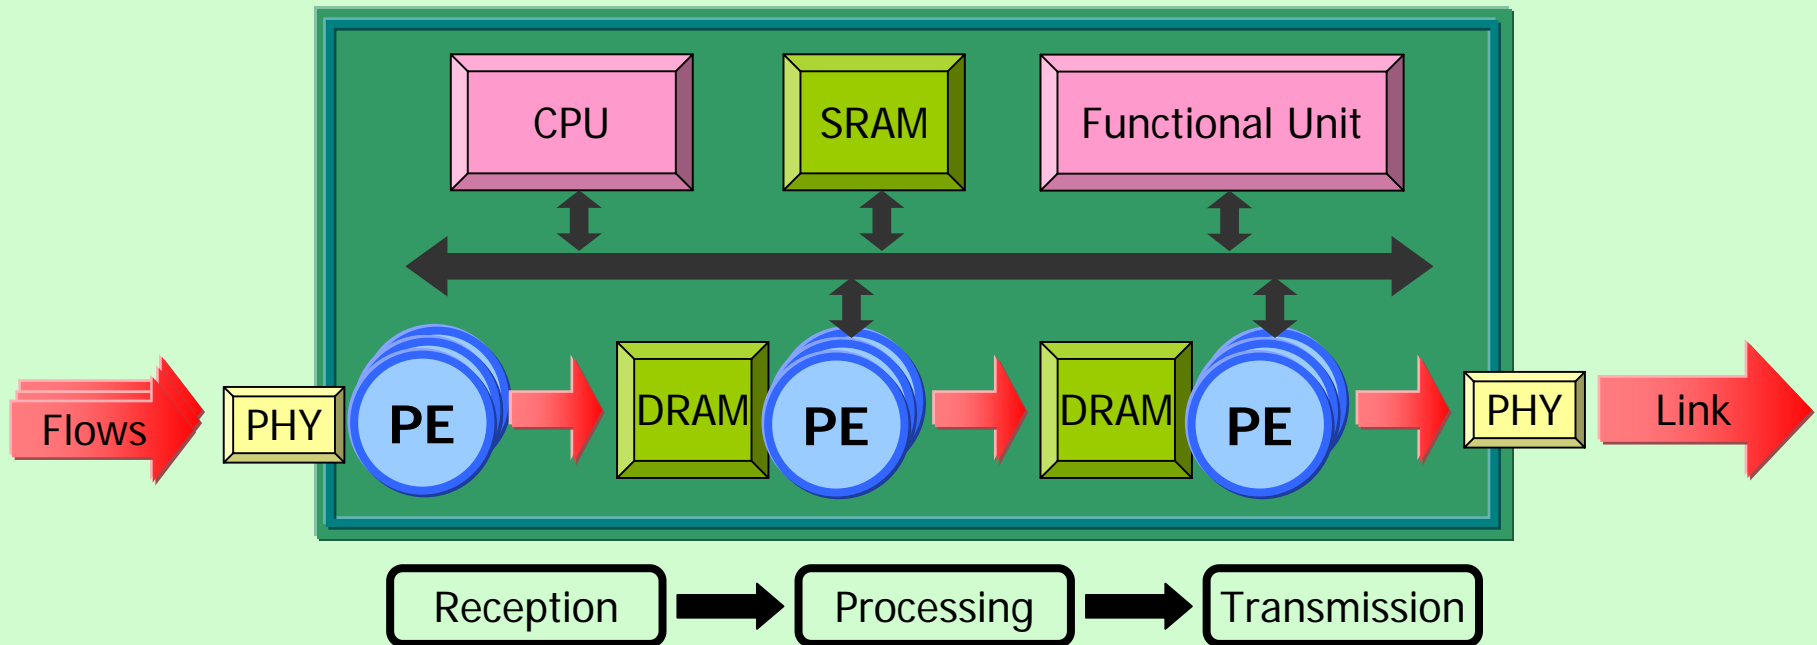 CPU
SRAM
Functional Unit
Flows
PHY
PE
DRAM
PE
DRAM
PE
PHY
Link
Reception
Processing
Transmission